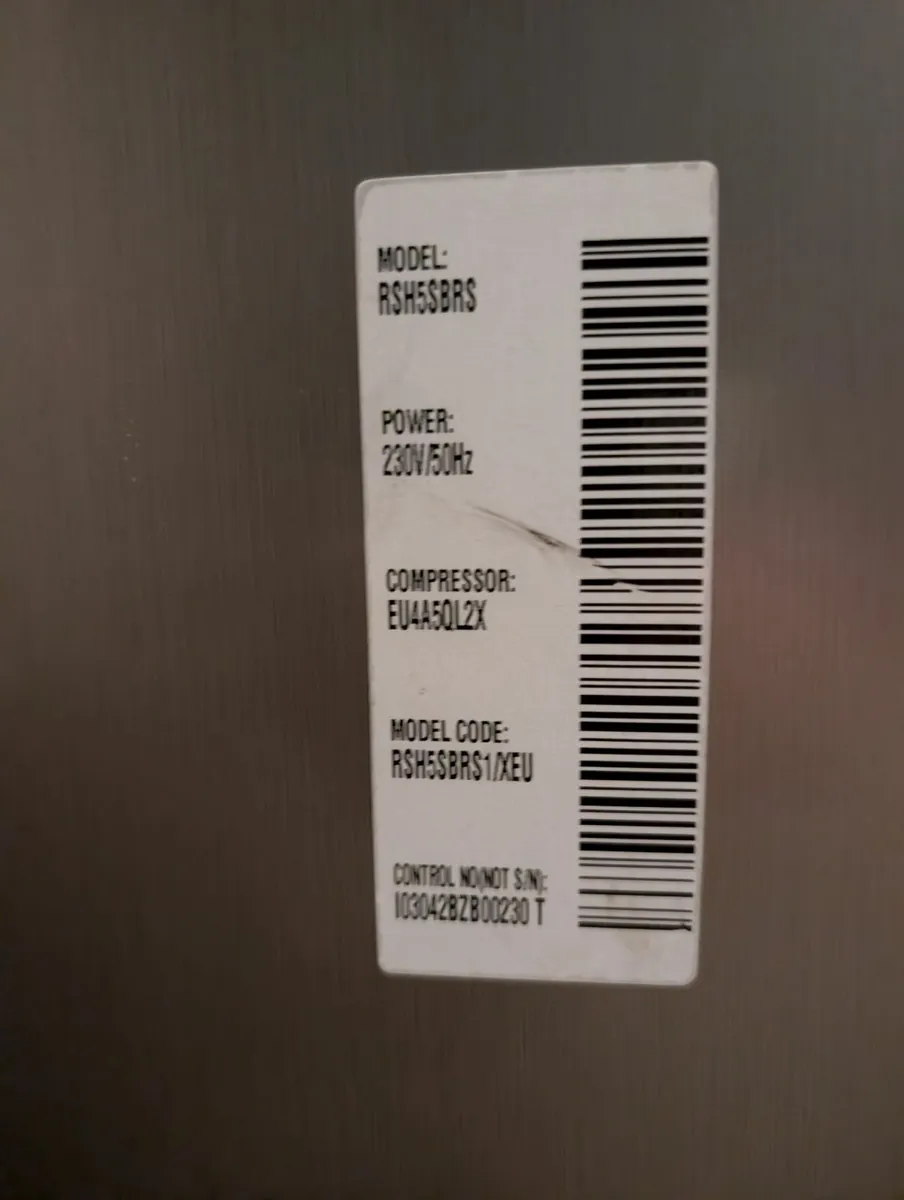 MODEL:
RSH5SBRS
POWER:
230V/50Hz
COMPRESSOR:
EU4A5QL2X
MODEL CODE:
RSH5SBRS1/XEU
CONTROL NO(NOT S/N):
I03042BZB00230 T